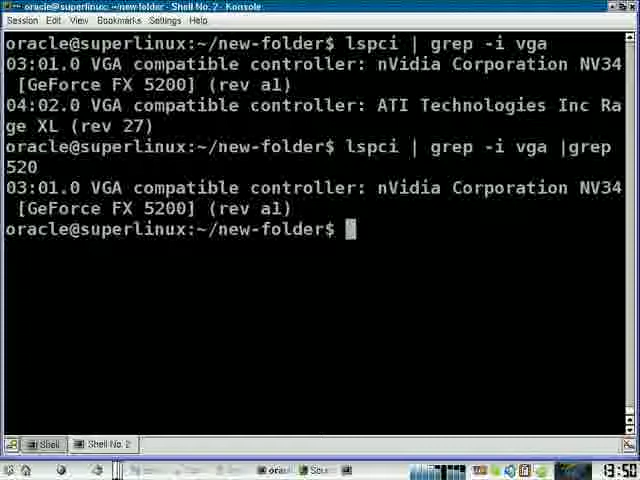 oracle@superlinux: ~/new-folder - Shell No. 2 - Konsole
Session Edit View Bookmarks Settings Help
oracle@superlinux:~/new-folder$ lspci | grep -i vga
03:01.0 VGA compatible controller: nVidia Corporation NV34
[GeForce FX 5200] (rev a1)
04:02.0 VGA compatible controller: ATI Technologies Inc Ra
ge XL (rev 27)
oracle@superlinux:~/new-folder$ lspci | grep -i vga |grep
520
03:01.0 VGA compatible controller: nVidia Corporation NV34
[GeForce FX 5200] (rev a1)
oracle@superlinux:~/new-folder$
Shell Shell No. 2
13:50